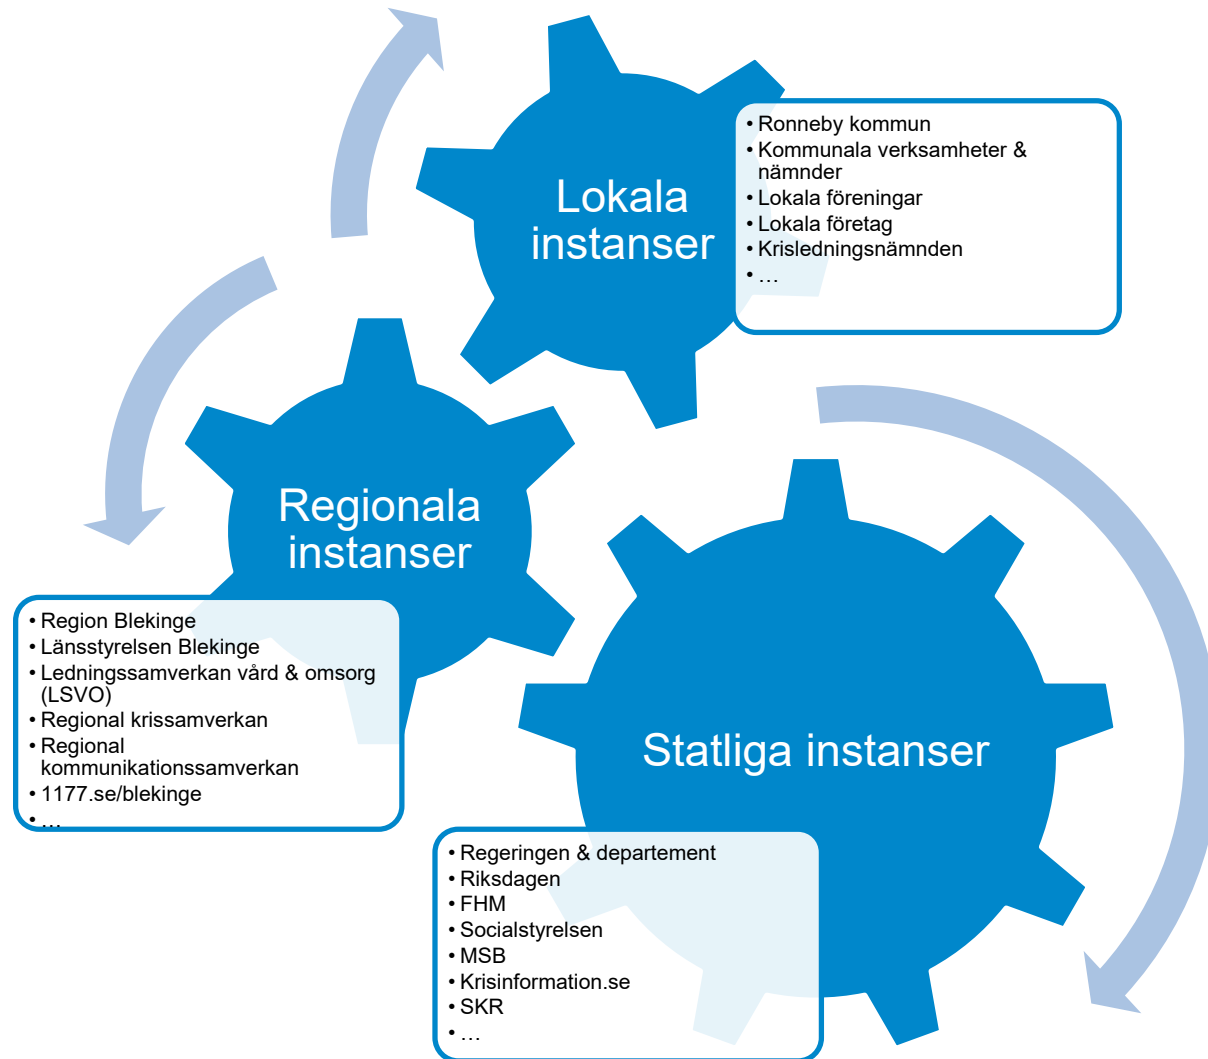 Lokala
instanser
• Ronneby kommun
• Kommunala verksamheter &
nämnder
• Lokala föreningar
• Lokala företag
• Krisledningsnämnden
• …
Regionala
instanser
• Region Blekinge
• Länsstyrelsen Blekinge
• Ledningssamverkan vård & omsorg
(LSVO)
• Regional krissamverkan
• Regional
kommunikationssamverkan
• 1177.se/blekinge
• …
Statliga instanser
• Regeringen & departement
• Riksdagen
• FHM
• Socialstyrelsen
• MSB
• Krisinformation.se
• SKR
• …